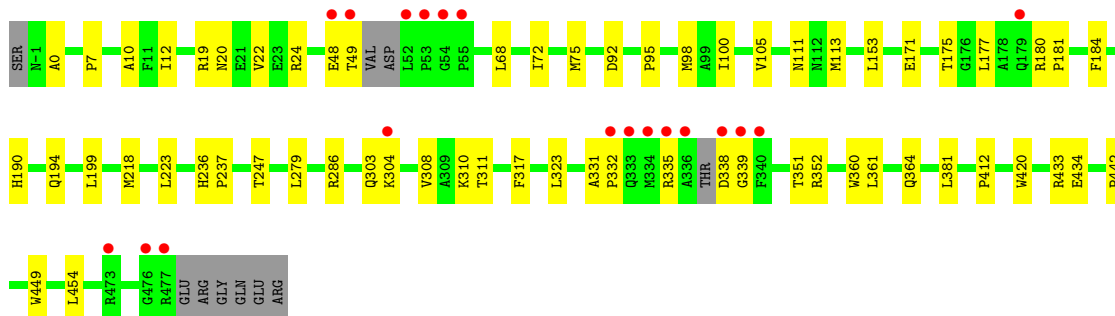 SER N-1 A0 P7 A10 F11 I12 R19 N20 E21 V22 E23 R24 E48 T49 VAL ASP L52 P53 G54 P55 L68 I72 M75 D92 P95 M98 A99 I100 V105 N111 N112 M113 L153 E171 T175 G176 L177 A178 Q179 R180 P181 F184
H190 Q194 L199 M218 L223 H236 P237 T247 L279 R286 Q303 K304 V308 A309 K310 T311 F317 L323 A331 P332 Q333 M334 R335 A336 THR D338 G339 F340 T351 R352 W360 L361 Q364 L381 P412 W420 R433 E434
W449 L454 R473 G476 R477 GLU ARG GLY GLN GLU ARG